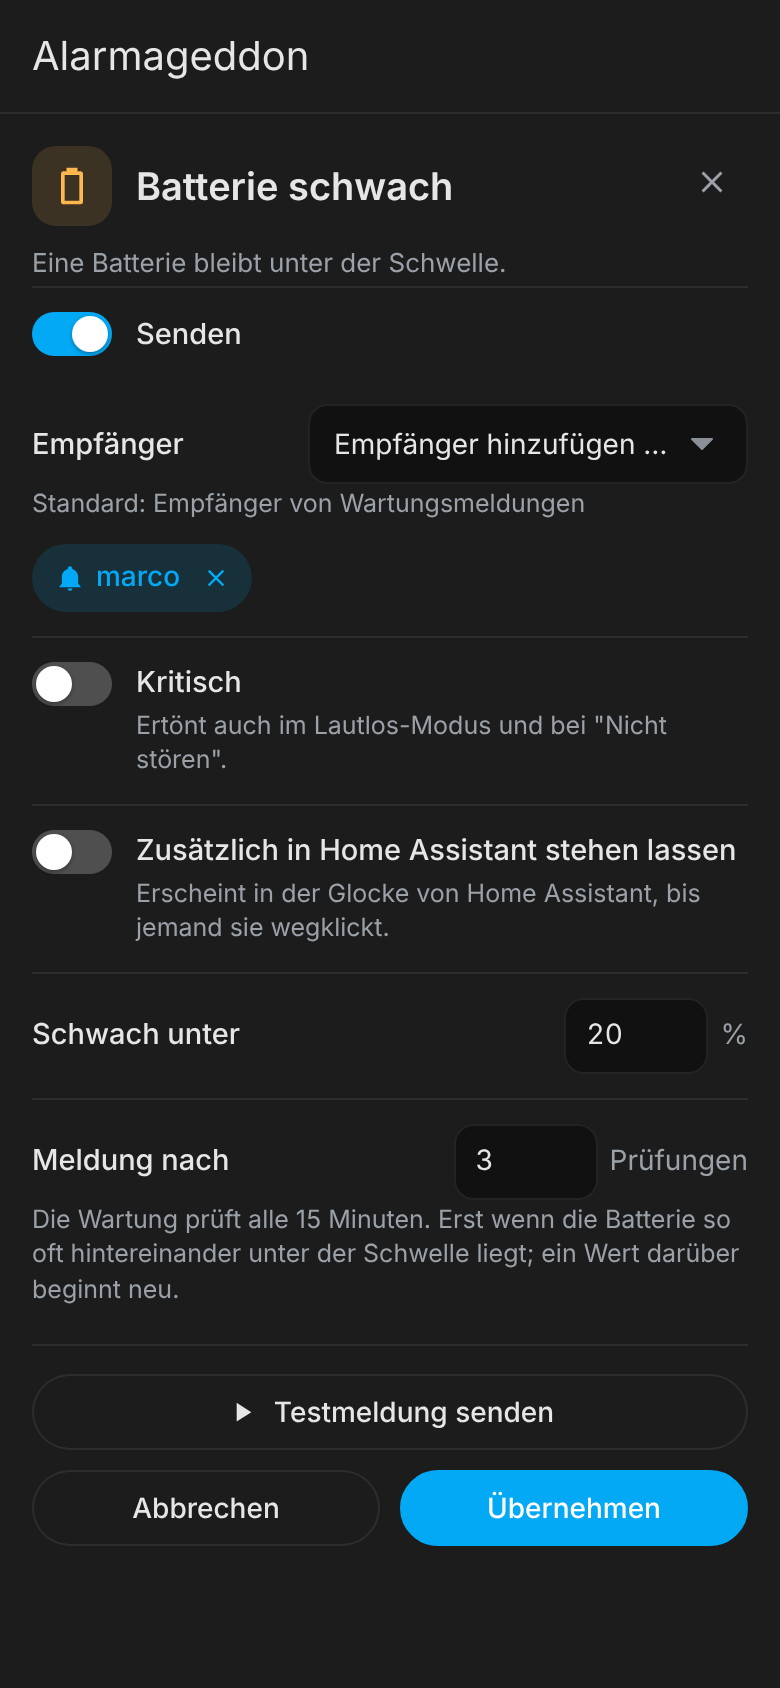 Alarmageddon
Batterie schwach
Eine Batterie bleibt unter der Schwelle.
Senden
Empfänger
Empfänger hinzufügen ...
Standard: Empfänger von Wartungsmeldungen
marco
Kritisch
Ertönt auch im Lautlos-Modus und bei "Nicht
stören".
Zusätzlich in Home Assistant stehen lassen
Erscheint in der Glocke von Home Assistant, bis
jemand sie wegklickt.
Schwach unter
20 %
Meldung nach
3 Prüfungen
Die Wartung prüft alle 15 Minuten. Erst wenn die Batterie so
oft hintereinander unter der Schwelle liegt; ein Wert darüber
beginnt neu.
Testmeldung senden
Abbrechen
Übernehmen